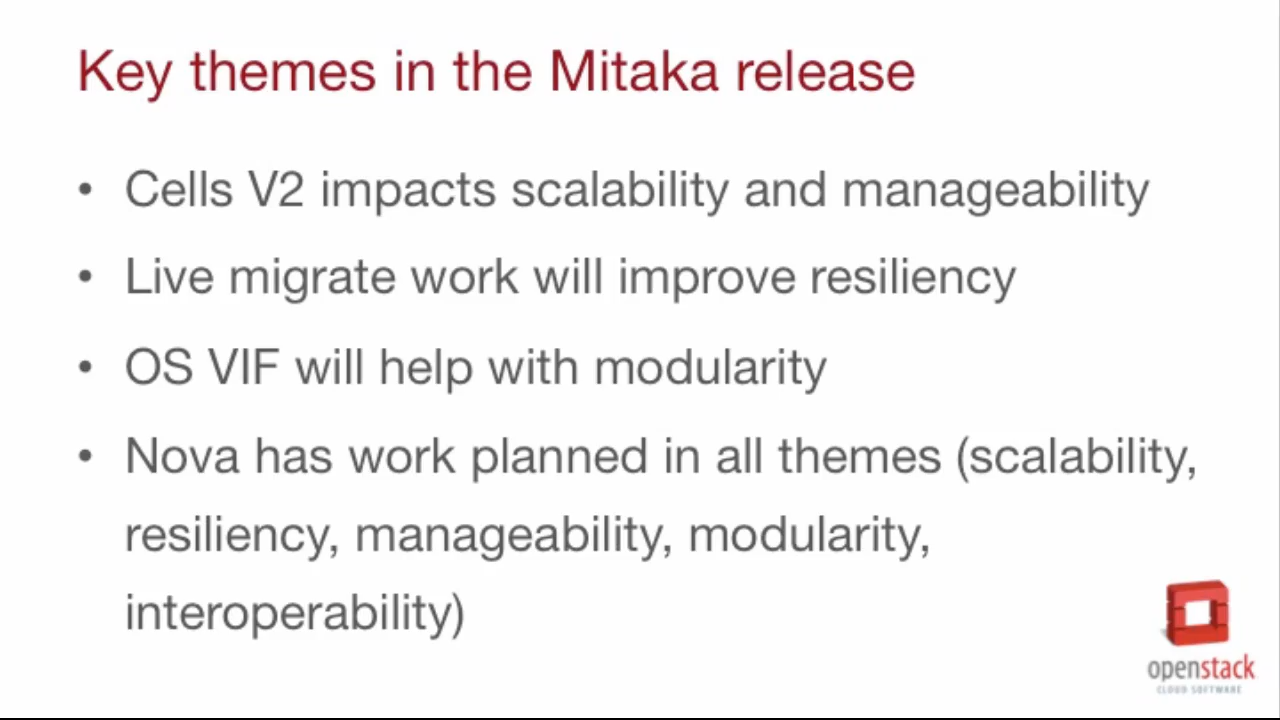 Key themes in the Mitaka release
• Cells V2 impacts scalability and manageability
• Live migrate work will improve resiliency
• OS VIF will help with modularity
• Nova has work planned in all themes (scalability,
resiliency, manageability, modularity,
interoperability)
openstack
CLOUD SOFTWARE